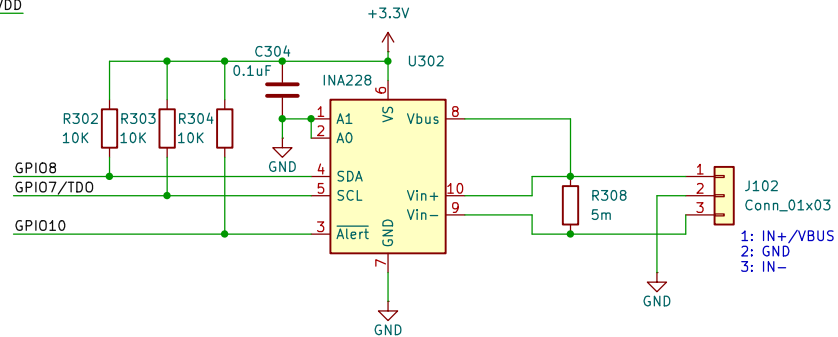 VDD
+3.3V
C304
0.1uF
U302
INA228
R302
10K
R303
10K
R304
10K
6
VS
1
A1
2
A0
8
Vbus
GND
GPIO8
4
SDA
GPIO7/TDO
5
SCL
10
Vin+
9
Vin-
GPIO10
3
Alert
GND
7
GND
R308
5m
1
2
3
J102
Conn_01x03
1: IN+/VBUS
2: GND
3: IN-
GND